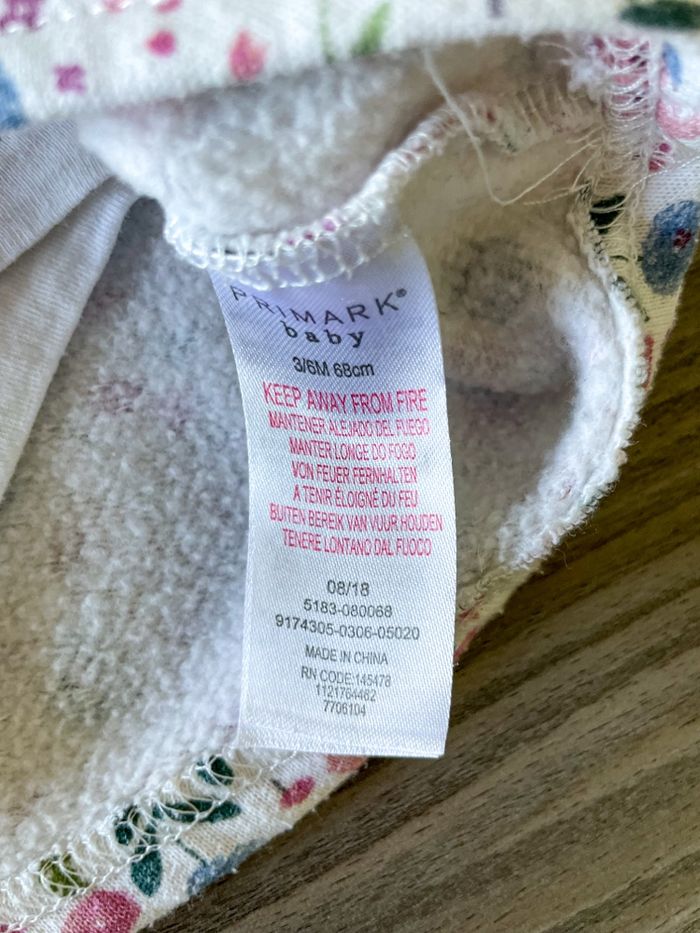 PRIMARK®
baby
3/6M 68cm
KEEP AWAY FROM FIRE
MANTENER ALEJADO DEL FUEGO
MANTER LONGE DO FOGO
VON FEUER FERNHALTEN
À TENIR ÉLOIGNÉ DU FEU
BUITEN BEREIK VAN VUUR HOUDEN
TENERE LONTANO DAL FUOCO
08/18
5183-080068
9174305-0306-05020
MADE IN CHINA
RN CODE:145478
1121764462
7706104